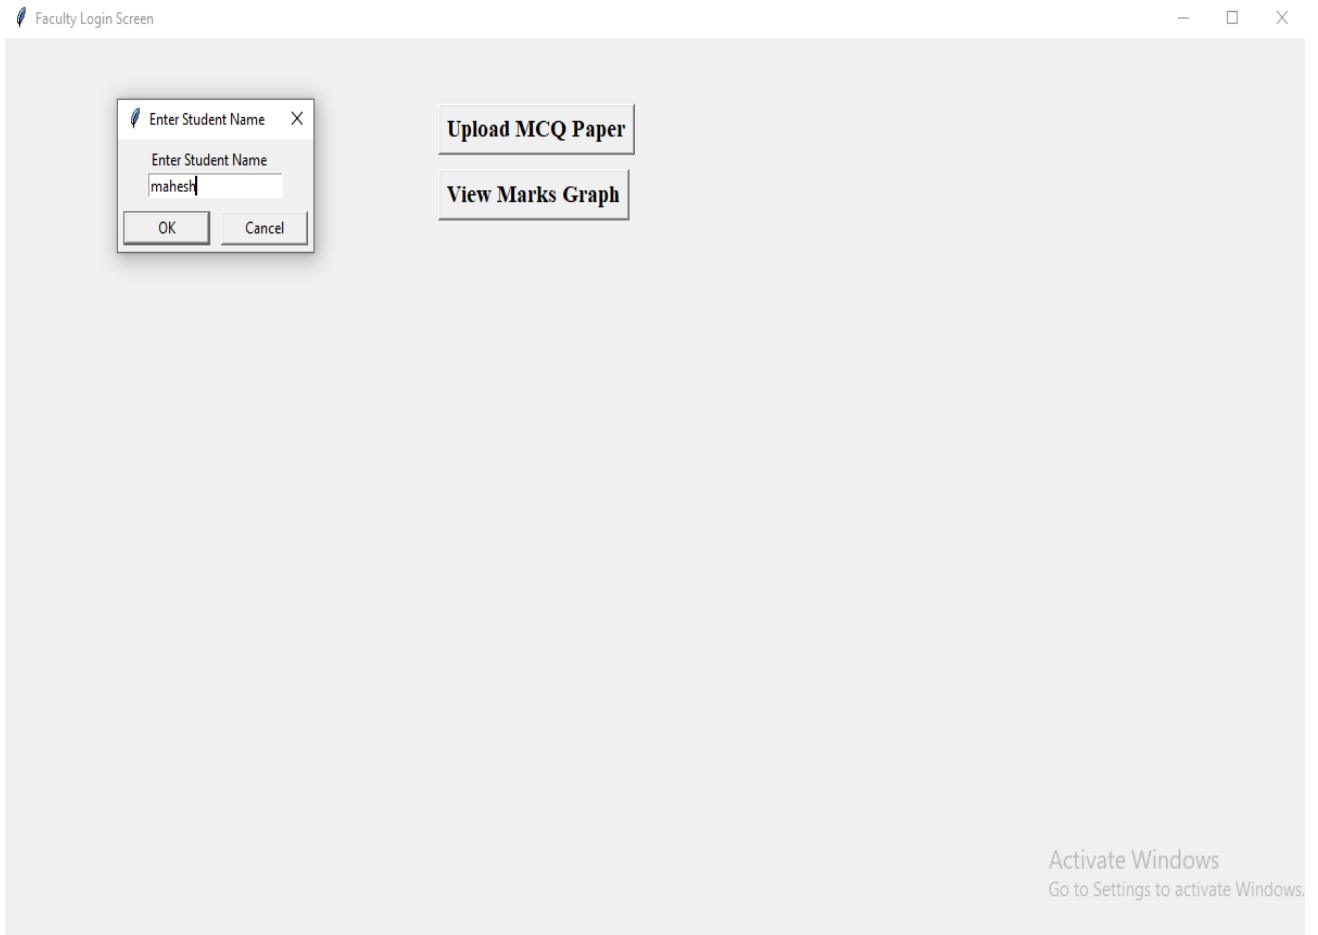 Faculty Login Screen
Enter Student Name
Enter Student Name
mahesh
OK Cancel
Upload MCQ Paper
View Marks Graph
Activate Windows
Go to Settings to activate Windows.